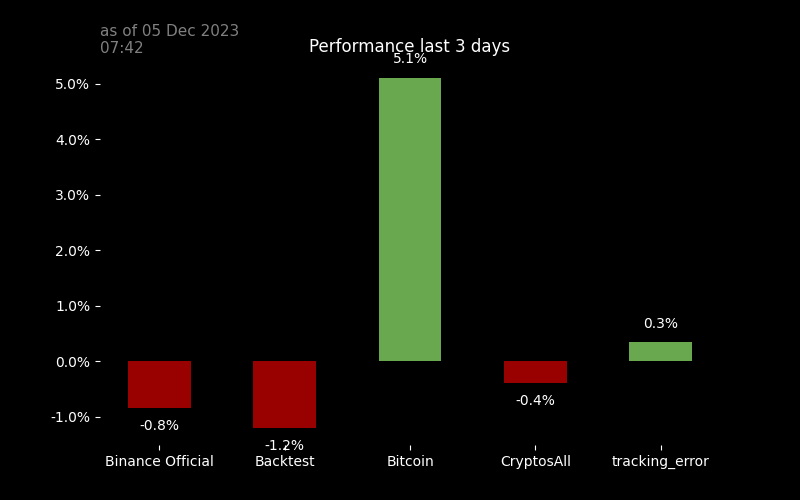 as of 05 Dec 2023
07:42
Performance last 3 days
5.1%
5.0%
4.0%
3.0%
2.0%
1.0%
0.3%
0.0%
-1.0%
-0.8%
-1.2%
-0.4%
Binance Official
Backtest
Bitcoin
CryptosAll
tracking_error